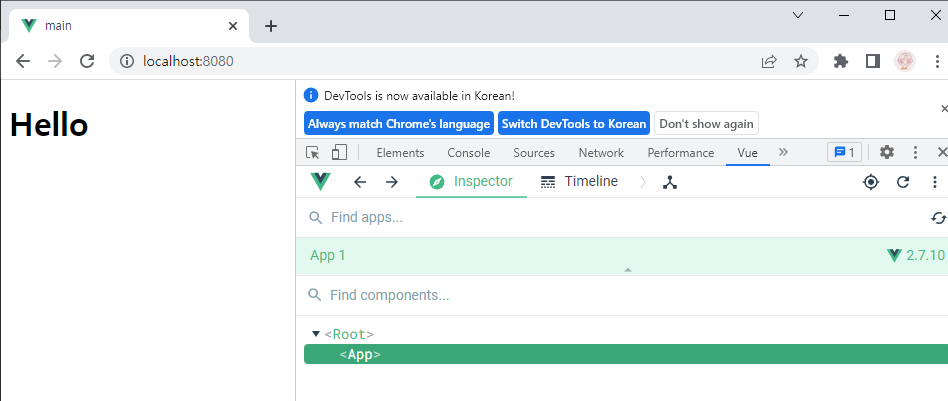 main
localhost:8080
Hello
DevTools is now available in Korean!
Always match Chrome's language Switch DevTools to Korean Don't show again
Elements Console Sources Network Performance Vue » 1
Inspector Timeline
Find apps...
App 1 2.7.10
Find components...
<Root>
<App>